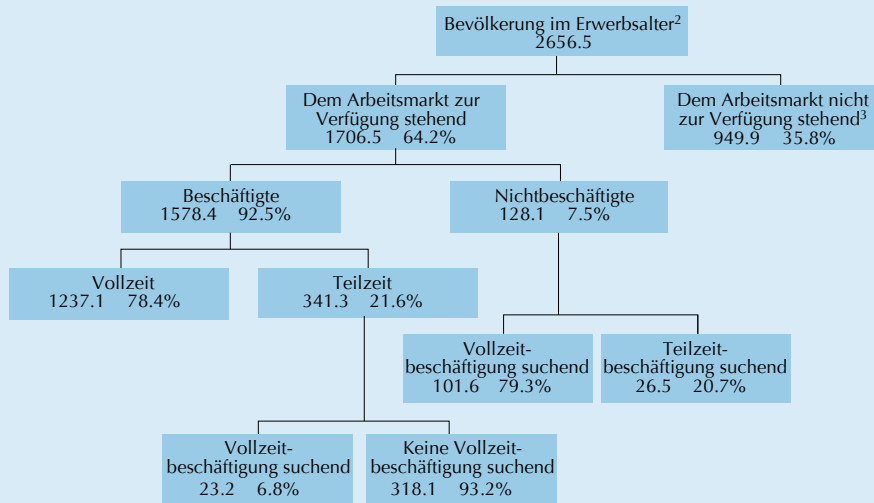 Bevölkerung im Erwerbsalter²
2656.5
Dem Arbeitsmarkt zur
Verfügung stehend
1706.5 64.2%
Dem Arbeitsmarkt nicht
zur Verfügung stehend³
949.9 35.8%
Beschäftigte
1578.4 92.5%
Nichtbeschäftigte
128.1 7.5%
Vollzeit
1237.1 78.4%
Teilzeit
341.3 21.6%
Vollzeit-
beschäftigung suchend
101.6 79.3%
Teilzeit-
beschäftigung suchend
26.5 20.7%
Vollzeit-
beschäftigung suchend
23.2 6.8%
Keine Vollzeit-
beschäftigung suchend
318.1 93.2%